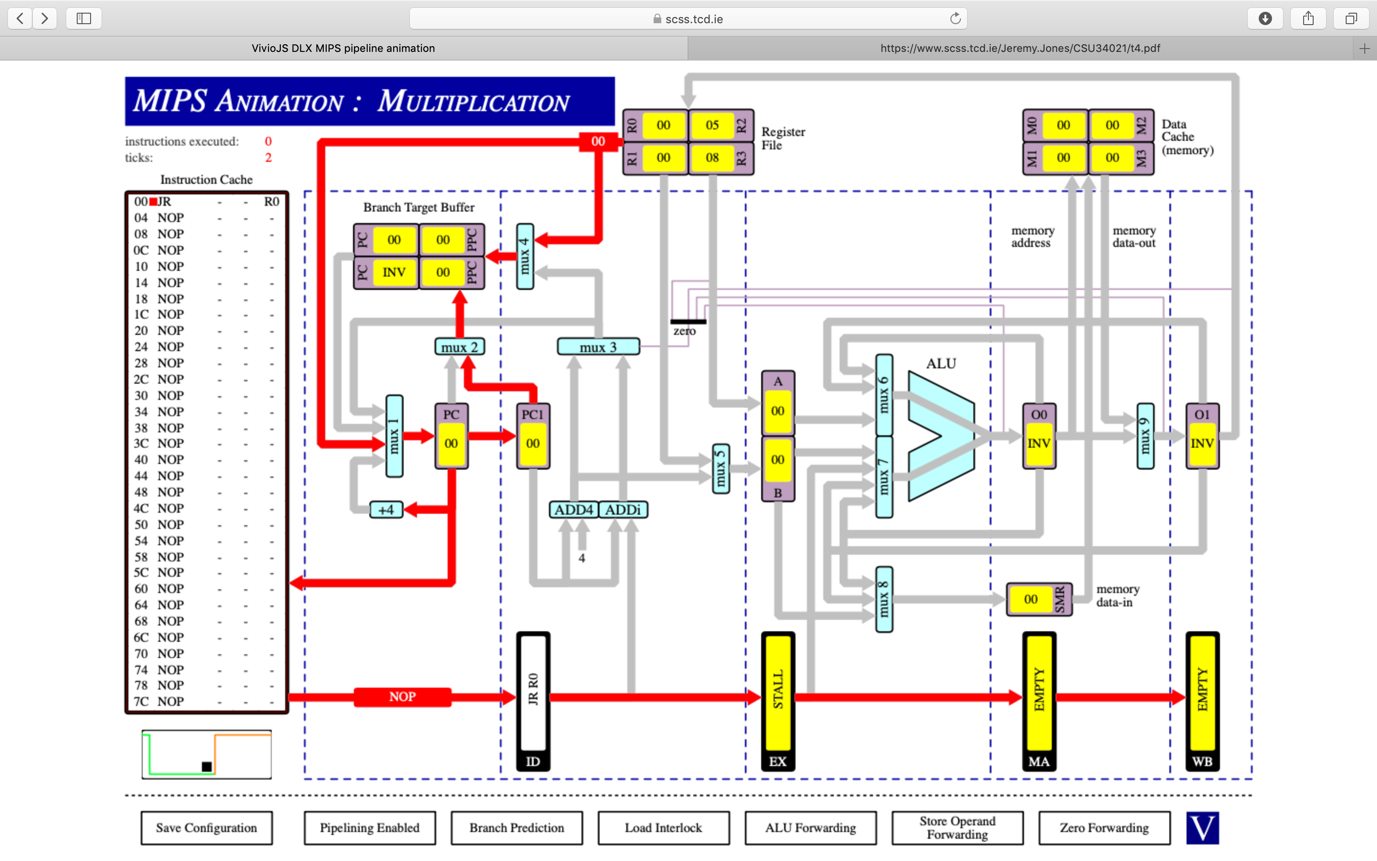 scss.tcd.ie
VivioJS DLX MIPS pipeline animation
https://www.scss.tcd.ie/Jeremy.Jones/CSU34021/t4.pdf
MIPS Animation : Multiplication
instructions executed: 0
ticks: 2
Instruction Cache
00 JR - - R0
04 NOP - - -
08 NOP - - -
0C NOP - - -
10 NOP - - -
14 NOP - - -
18 NOP - - -
1C NOP - - -
20 NOP - - -
24 NOP - - -
28 NOP - - -
2C NOP - - -
30 NOP - - -
34 NOP - - -
38 NOP - - -
3C NOP - - -
40 NOP - - -
44 NOP - - -
48 NOP - - -
4C NOP - - -
50 NOP - - -
54 NOP - - -
58 NOP - - -
5C NOP - - -
60 NOP - - -
64 NOP - - -
68 NOP - - -
6C NOP - - -
70 NOP - - -
74 NOP - - -
78 NOP - - -
7C NOP - - -
00
R0 00 05 R2
R1 00 08 R3
Register
File
M0 00 00 M2
M1 00 00 M3
Data
Cache
(memory)
Branch Target Buffer
PC 00 00 PPC
PC INV 00 PPC
mux 4
memory
address
memory
data-out
zero
mux 2
mux 3
mux 1
PC
00
PC1
00
+4
ADD4
ADDi
4
mux 5
A
00
00
B
mux 6
mux 7
ALU
O0
INV
mux 9
O1
INV
mux 8
00 SMR
memory
data-in
NOP
JR R0
ID
STALL
EX
EMPTY
MA
EMPTY
WB
Save Configuration
Pipelining Enabled
Branch Prediction
Load Interlock
ALU Forwarding
Store Operand
Forwarding
Zero Forwarding
V